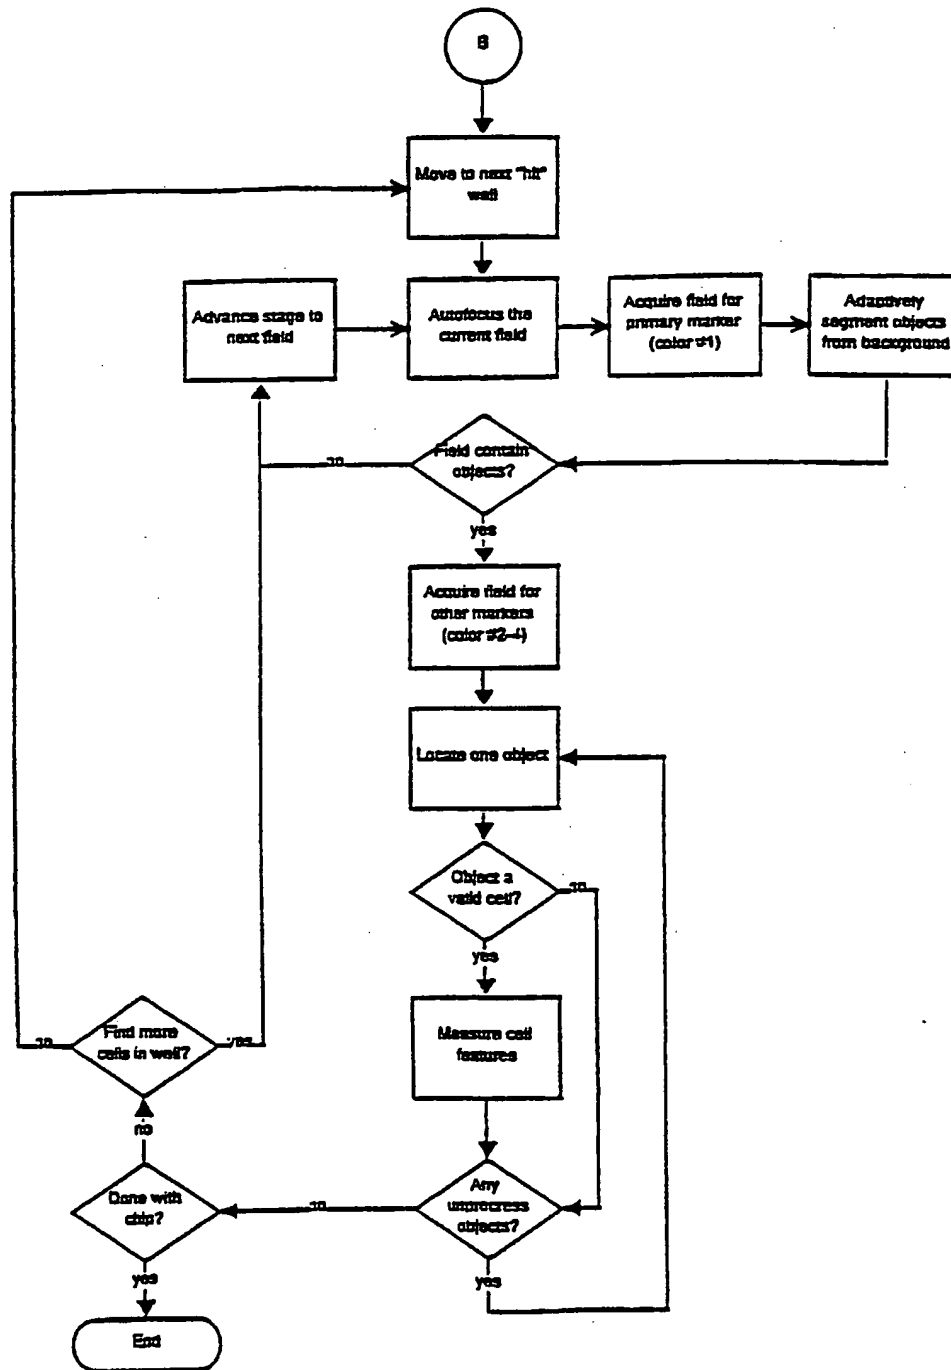 B
Move to next "hit"
well
Advance stage to
next field
Autofocus the
current field
Acquire field for
primary marker
(color #1)
Adaptively
segment objects
from background
Field contain
objects?
no
yes
Acquire field for
other markers
(color #2-4)
Locate one object
Object a
valid cell?
no
yes
Measure cell
features
Find more
cells in well?
no
yes
no
Done with
chip?
no
Any
unprocess
objects?
yes
yes
End